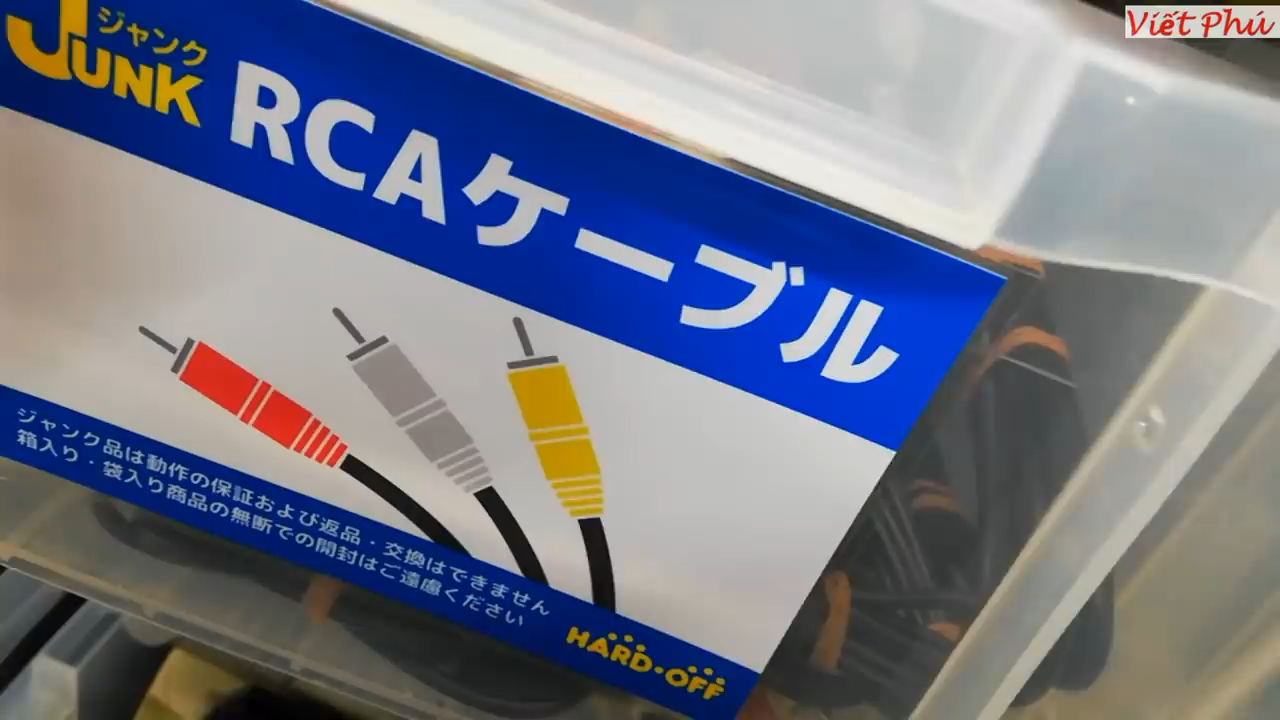 Việt Phú
ジャンク
JUNK
RCAケーブル
ジャンク品は動作の保証および返品・交換はできません
箱入り・袋入り商品の無断での開封はご遠慮ください
HARD・OFF